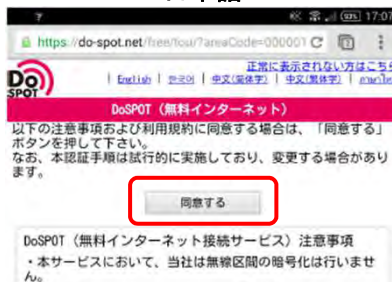 17:07
https://do-spot.net/free/tosi/?areaCode=000001
正常に表示されない方はこちら
Do
SPOT
| English | 한국어 | 中文(簡体字) | 中文(繁体字) |
DoSPOT（無料インターネット）
以下の注意事項および利用規約に同意する場合は、「同意する」
ボタンを押して下さい。
なお、本認証手順は試行的に実施しており、変更する場合があり
ます。
同意する
DoSPOT（無料インターネット接続サービス）注意事項
・本サービスにおいて、当社は無線区間の暗号化は行いませ
ん。